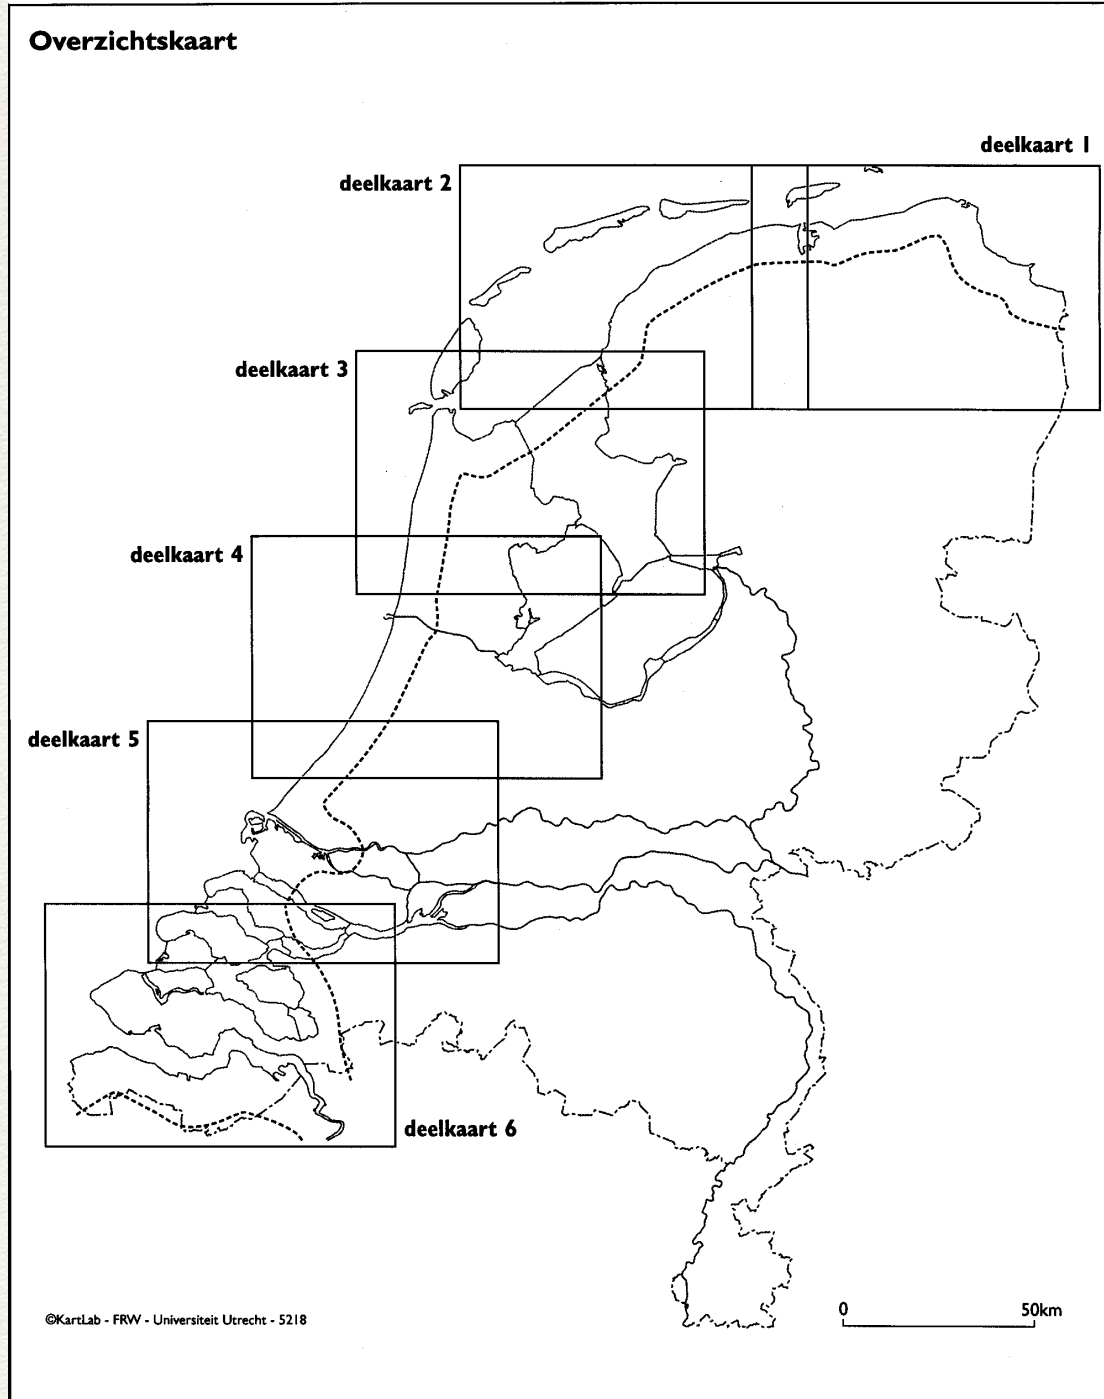 Overzichtskaart
deelkaart 1
deelkaart 2
deelkaart 3
deelkaart 4
deelkaart 5
deelkaart 6
©KartLab - FRW - Universiteit Utrecht - 5218
0 50km